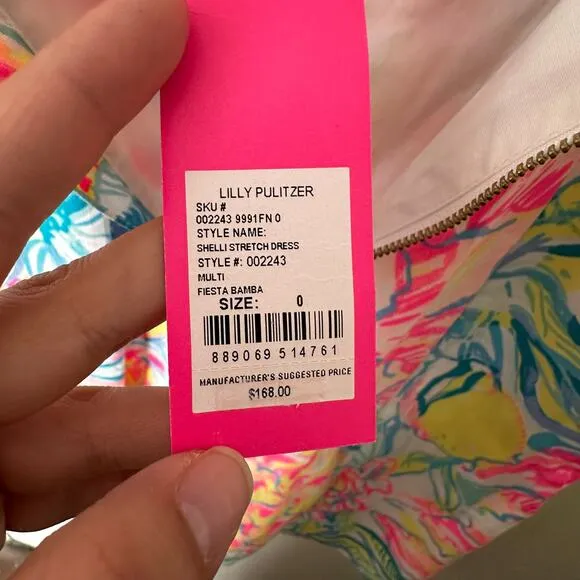 LILLY PULITZER
SKU #
002243 9991FN 0
STYLE NAME:
SHELLI STRETCH DRESS
STYLE #: 002243
MULTI
FIESTA BAMBA
SIZE: 0
889069 514761
MANUFACTURER'S SUGGESTED PRICE
$168.00